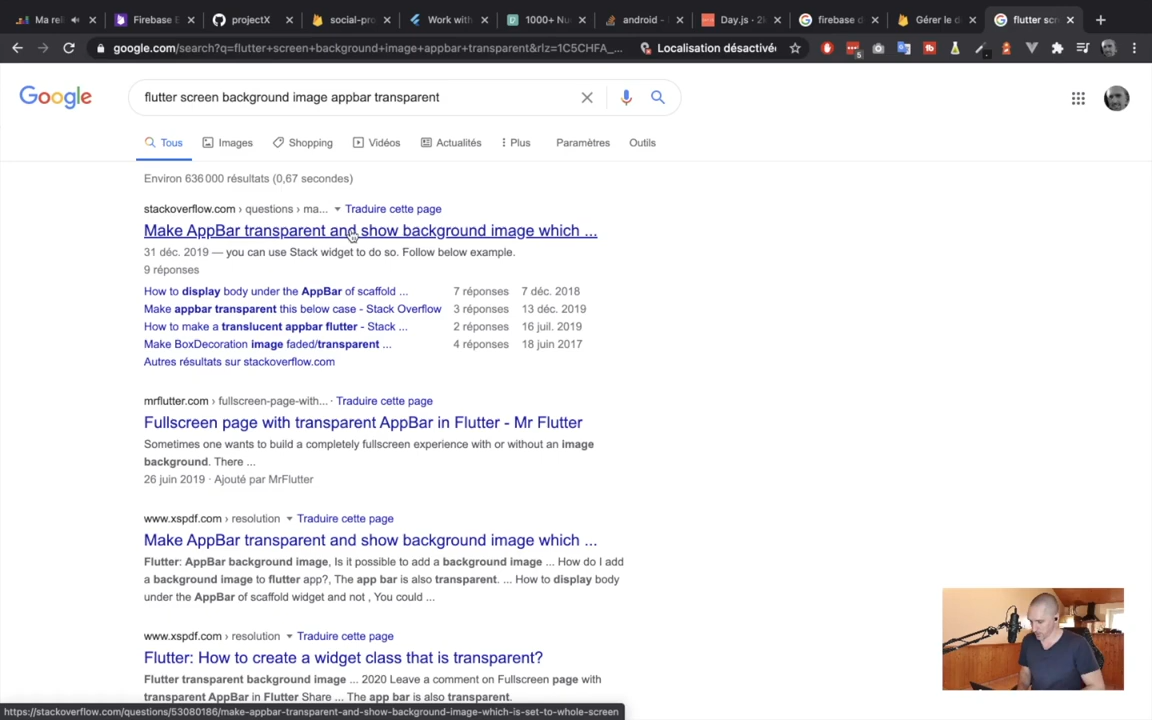 Ma reli
Firebase E
projectX
social-pro
Work with
1000+ Nu
android -
Day.js · 2k
firebase d
Gérer le d
flutter scr
google.com/search?q=flutter+screen+background+image+appbar+transparent&rlz=1C5CHFA_...
Localisation désactivé
5
Google
flutter screen background image appbar transparent
Tous
Images
Shopping
Vidéos
Actualités
Plus
Paramètres
Outils
Environ 636 000 résultats (0,67 secondes)
stackoverflow.com › questions › ma... Traduire cette page
Make AppBar transparent and show background image which ...
31 déc. 2019 — you can use Stack widget to do so. Follow below example.
9 réponses
How to display body under the AppBar of scaffold ... 7 réponses 7 déc. 2018
Make appbar transparent this below case - Stack Overflow 3 réponses 13 déc. 2019
How to make a translucent appbar flutter - Stack ... 2 réponses 16 juil. 2019
Make BoxDecoration image faded/transparent ... 4 réponses 18 juin 2017
Autres résultats sur stackoverflow.com
mrflutter.com › fullscreen-page-with... · Traduire cette page
Fullscreen page with transparent AppBar in Flutter - Mr Flutter
Sometimes one wants to build a completely fullscreen experience with or without an image
background. There ...
26 juin 2019 · Ajouté par MrFlutter
www.xspdf.com › resolution Traduire cette page
Make AppBar transparent and show background image which ...
Flutter: AppBar background image, Is it possible to add a background image ... How do I add
a background image to flutter app?, The app bar is also transparent. ... How to display body
under the AppBar of scaffold widget and not , You could ...
www.xspdf.com › resolution Traduire cette page
Flutter: How to create a widget class that is transparent?
Flutter transparent background image ... 2020 Leave a comment on Fullscreen page with
transparent AppBar in Flutter Share ... The app bar is also transparent.
https://stackoverflow.com/questions/53080186/make-appbar-transparent-and-show-background-image-which-is-set-to-whole-screen